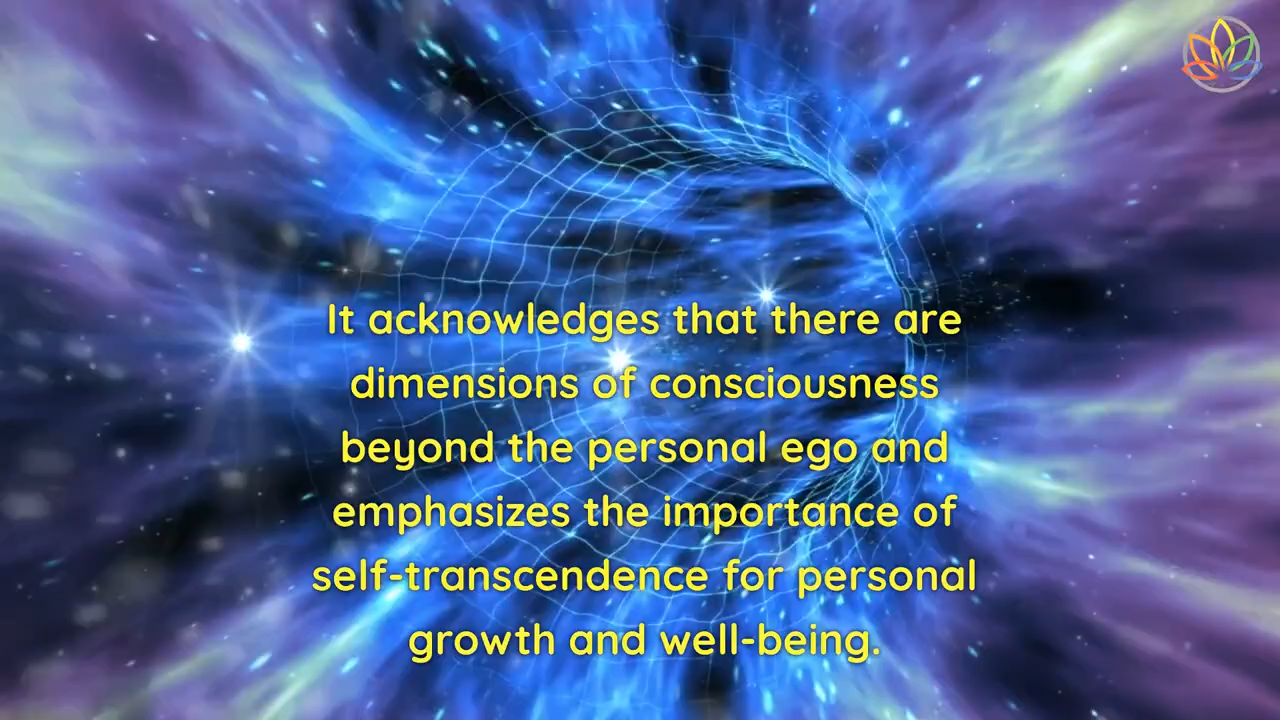 It acknowledges that there are
dimensions of consciousness
beyond the personal ego and
emphasizes the importance of
self-transcendence for personal
growth and well-being.